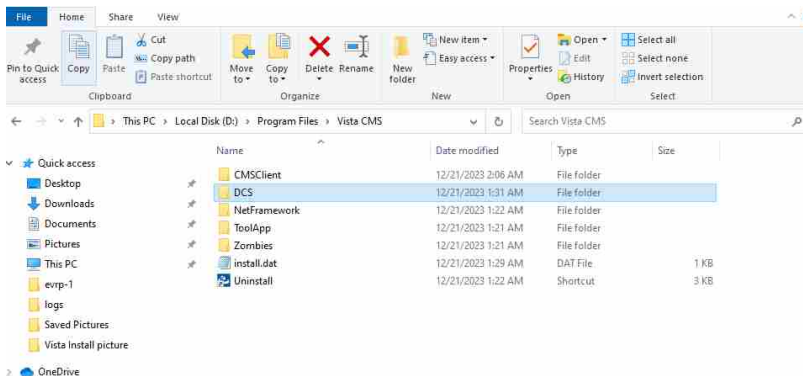 File Home Share View
Pin to Quick access
Copy
Paste
Cut
Copy path
Paste shortcut
Clipboard
Move to
Copy to
Delete
Rename
Organize
New folder
New item
Easy access
New
Properties
Open
Edit
History
Open
Select all
Select none
Invert selection
Select
This PC > Local Disk (D:) > Program Files > Vista CMS
Search Vista CMS
Name Date modified Type Size
Quick access
Desktop
Downloads
Documents
Pictures
This PC
evrp-1
logs
Saved Pictures
Vista Install picture
OneDrive
CMSClient 12/21/2023 2:06 AM File folder
DCS 12/21/2023 1:31 AM File folder
NetFramework 12/21/2023 1:22 AM File folder
ToolApp 12/21/2023 1:21 AM File folder
Zombies 12/21/2023 1:21 AM File folder
install.dat 12/21/2023 1:29 AM DAT File 1 KB
Uninstall 12/21/2023 1:22 AM Shortcut 3 KB